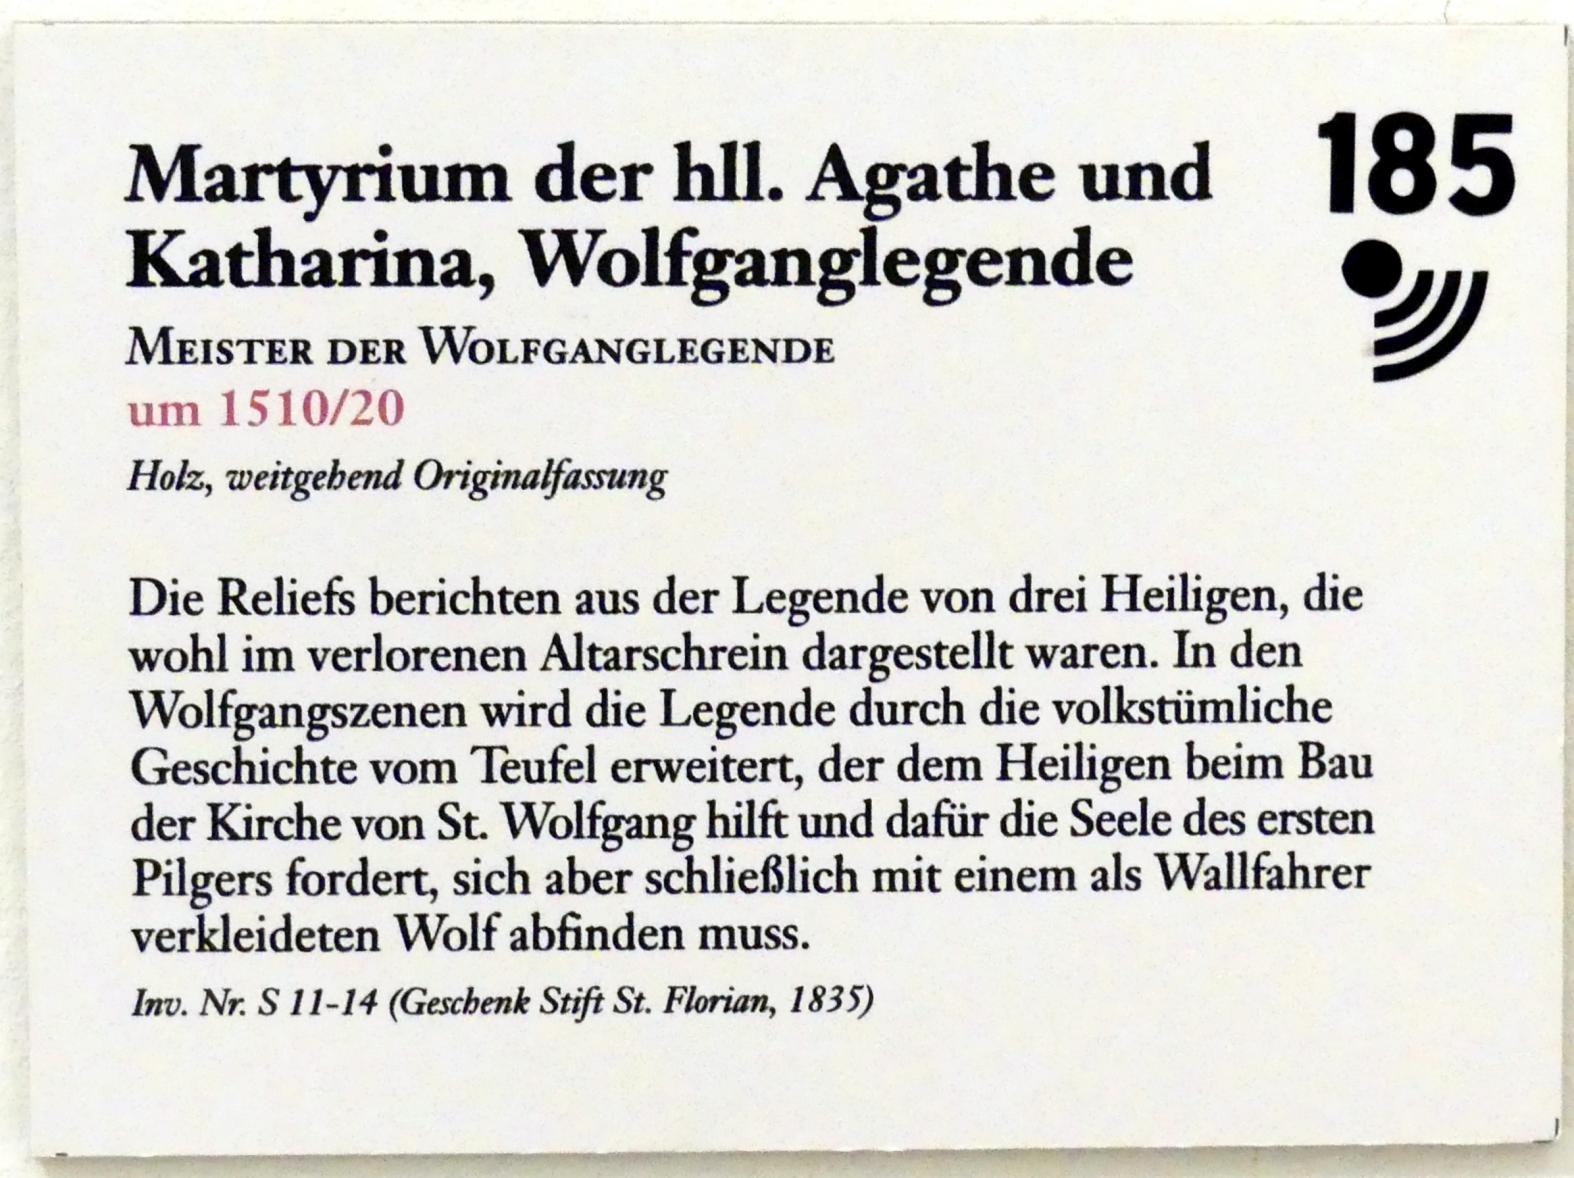 Martyrium der hll. Agathe und
Katharina, Wolfganglegende
185
MEISTER DER WOLFGANGLEGENDE
um 1510/20
Holz, weitgehend Originalfassung
Die Reliefs berichten aus der Legende von drei Heiligen, die
wohl im verlorenen Altarschrein dargestellt waren. In den
Wolfgangszenen wird die Legende durch die volkstümliche
Geschichte vom Teufel erweitert, der dem Heiligen beim Bau
der Kirche von St. Wolfgang hilft und dafür die Seele des ersten
Pilgers fordert, sich aber schließlich mit einem als Wallfahrer
verkleideten Wolf abfinden muss.
Inv. Nr. S 11-14 (Geschenk Stift St. Florian, 1835)